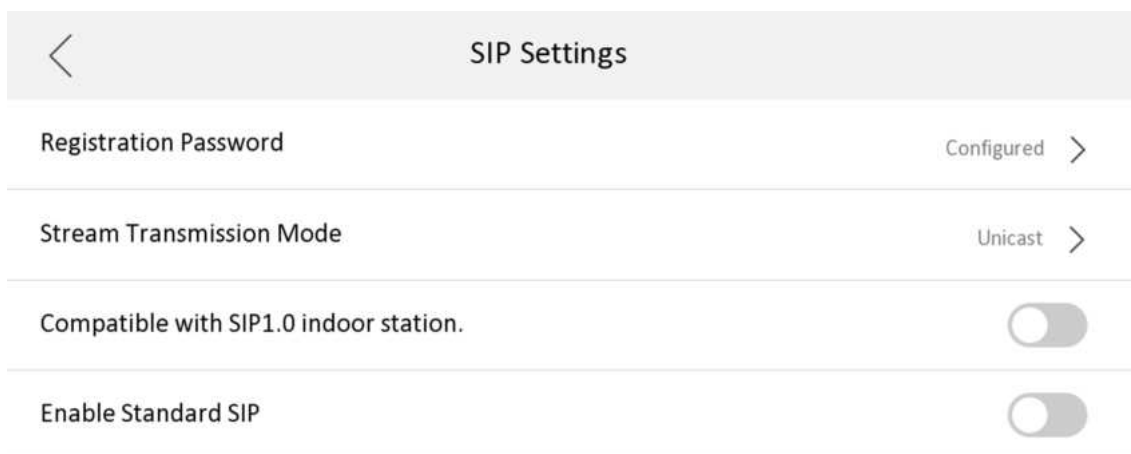 SIP Settings
Registration Password
Configured
Stream Transmission Mode
Unicast
Compatible with SIP1.0 indoor station.
Enable Standard SIP